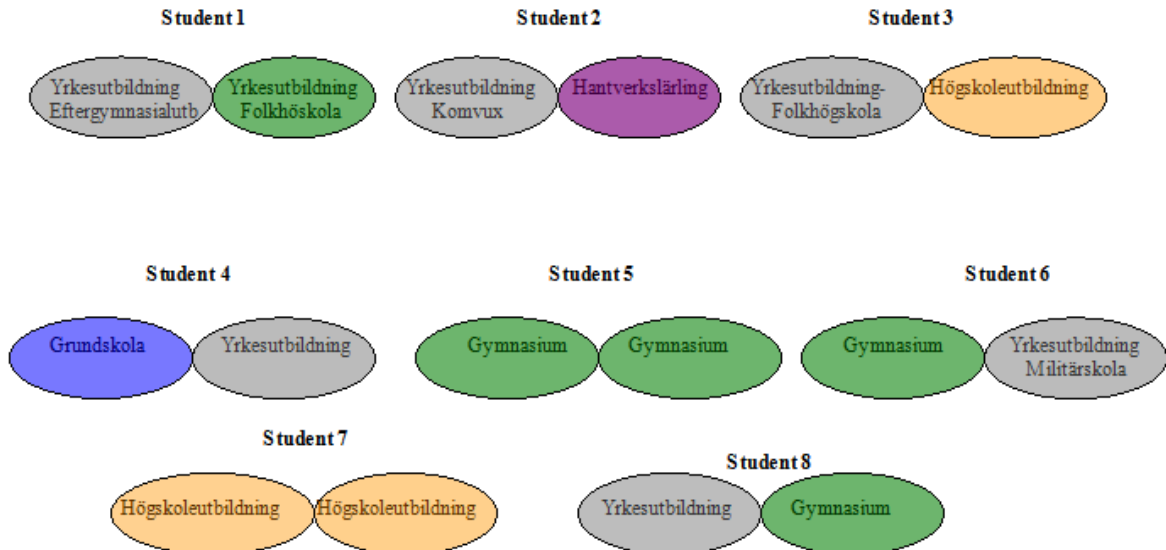 Student 1
Student 2
Student 3
Yrkesutbildning
Eftergymnasialutb
Yrkesutbildning
Folkhöskola
Yrkesutbildning
Komvux
Hantverkslärling
Yrkesutbildning-
Folkhögskola
Högskoleutbildning
Student 4
Student 5
Student 6
Grundskola
Yrkesutbildning
Gymnasium
Gymnasium
Gymnasium
Yrkesutbildning
Militärskola
Student 7
Student 8
Högskoleutbildning
Högskoleutbildning
Yrkesutbildning
Gymnasium